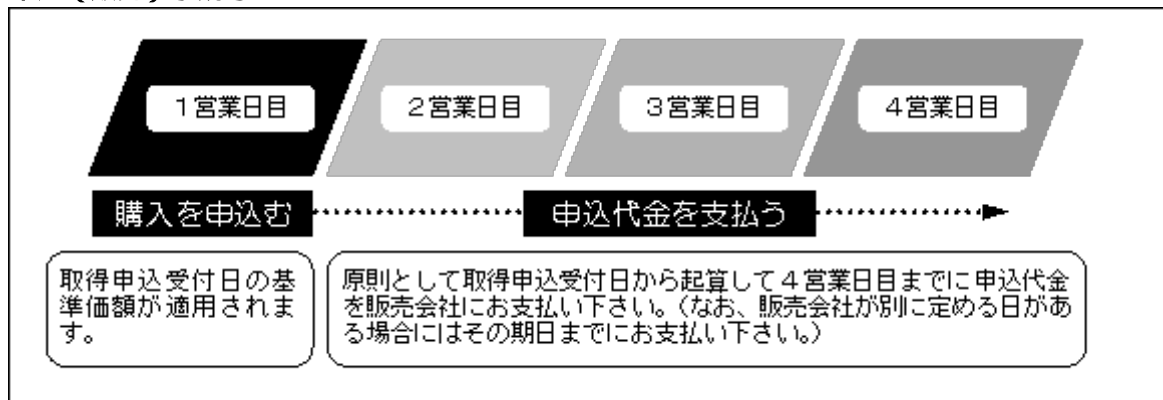 1営業日目
2営業日目
3営業日目
4営業日目
購入を申込む
申込代金を支払う
取得申込受付日の基
準価額が適用されま
す。
原則として取得申込受付日から起算して4営業日目までに申込代金
を販売会社にお支払い下さい。(なお、販売会社が別に定める日があ
る場合にはその期日までにお支払い下さい。)